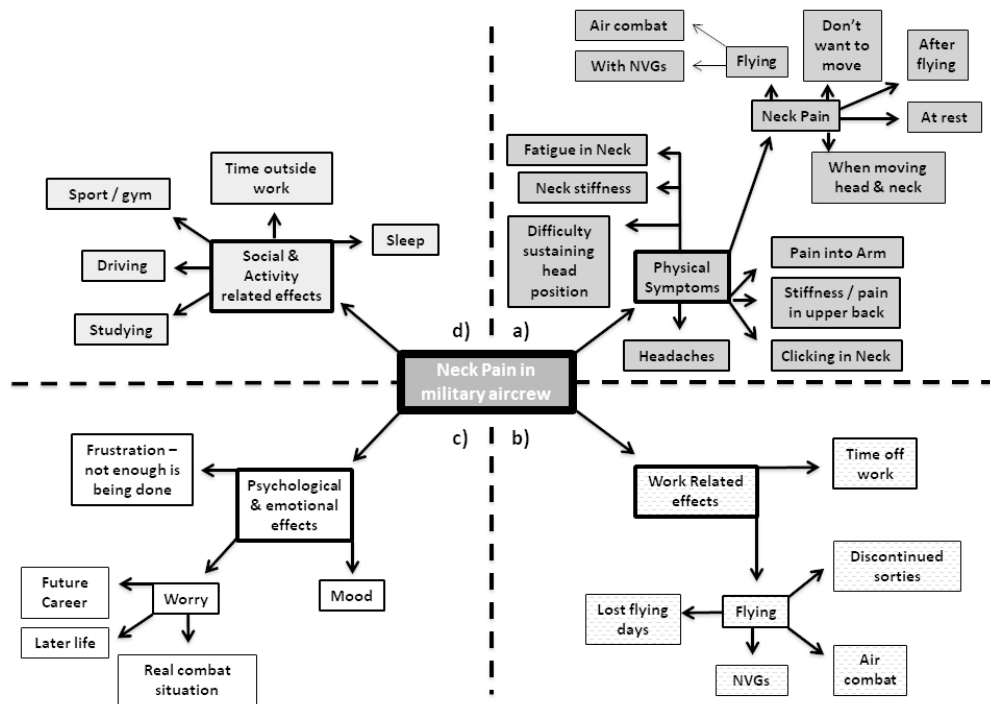 Air combat
With NVGs
Flying
Don’t
want to
move
After
flying
Neck Pain
At rest
When moving
head & neck
Fatigue in Neck
Neck stiffness
Difficulty
sustaining
head
position
Physical
Symptoms
Pain into Arm
Stiffness / pain
in upper back
Clicking in Neck
Headaches
Time outside
work
Sport / gym
Sleep
Driving
Social &
Activity
related effects
Studying
d)
a)
Neck Pain in
military aircrew
c)
b)
Frustration –
not enough is
being done
Psychological
& emotional
effects
Future
Career
Worry
Mood
Later life
Real combat
situation
Work Related
effects
Time off
work
Discontinued
sorties
Lost flying
days
Flying
NVGs
Air
combat